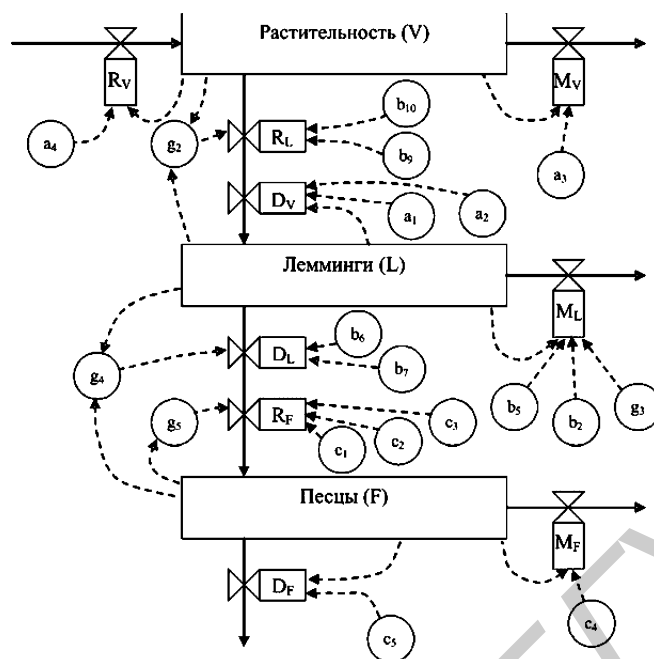 Растительность (V)
R_V
M_V
b_10
a_4
g_2
R_L
b_9
a_3
D_V
a_1
a_2
Лемминги (L)
M_L
b_6
D_L
g_4
b_7
g_5
R_F
c_3
b_5
b_2
g_3
c_1
c_2
Песцы (F)
M_F
D_F
c_5
c_4